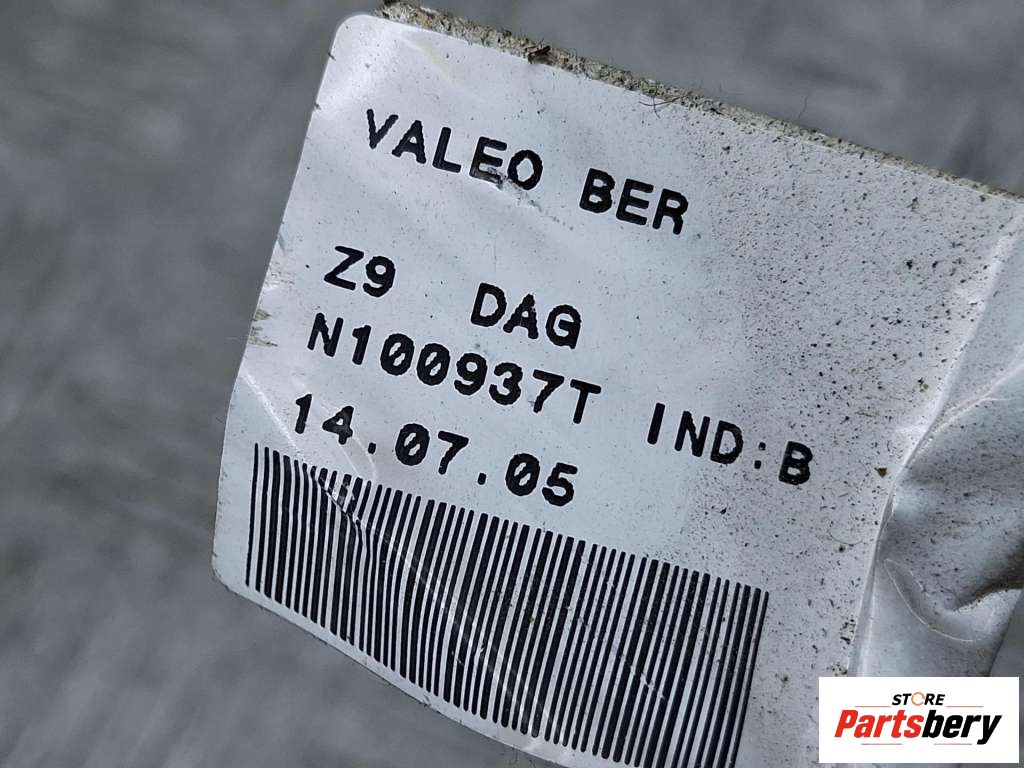 VALEO BER
Z9 DAG
N100937T IND:B
14.07.05
STORE
Partsbery